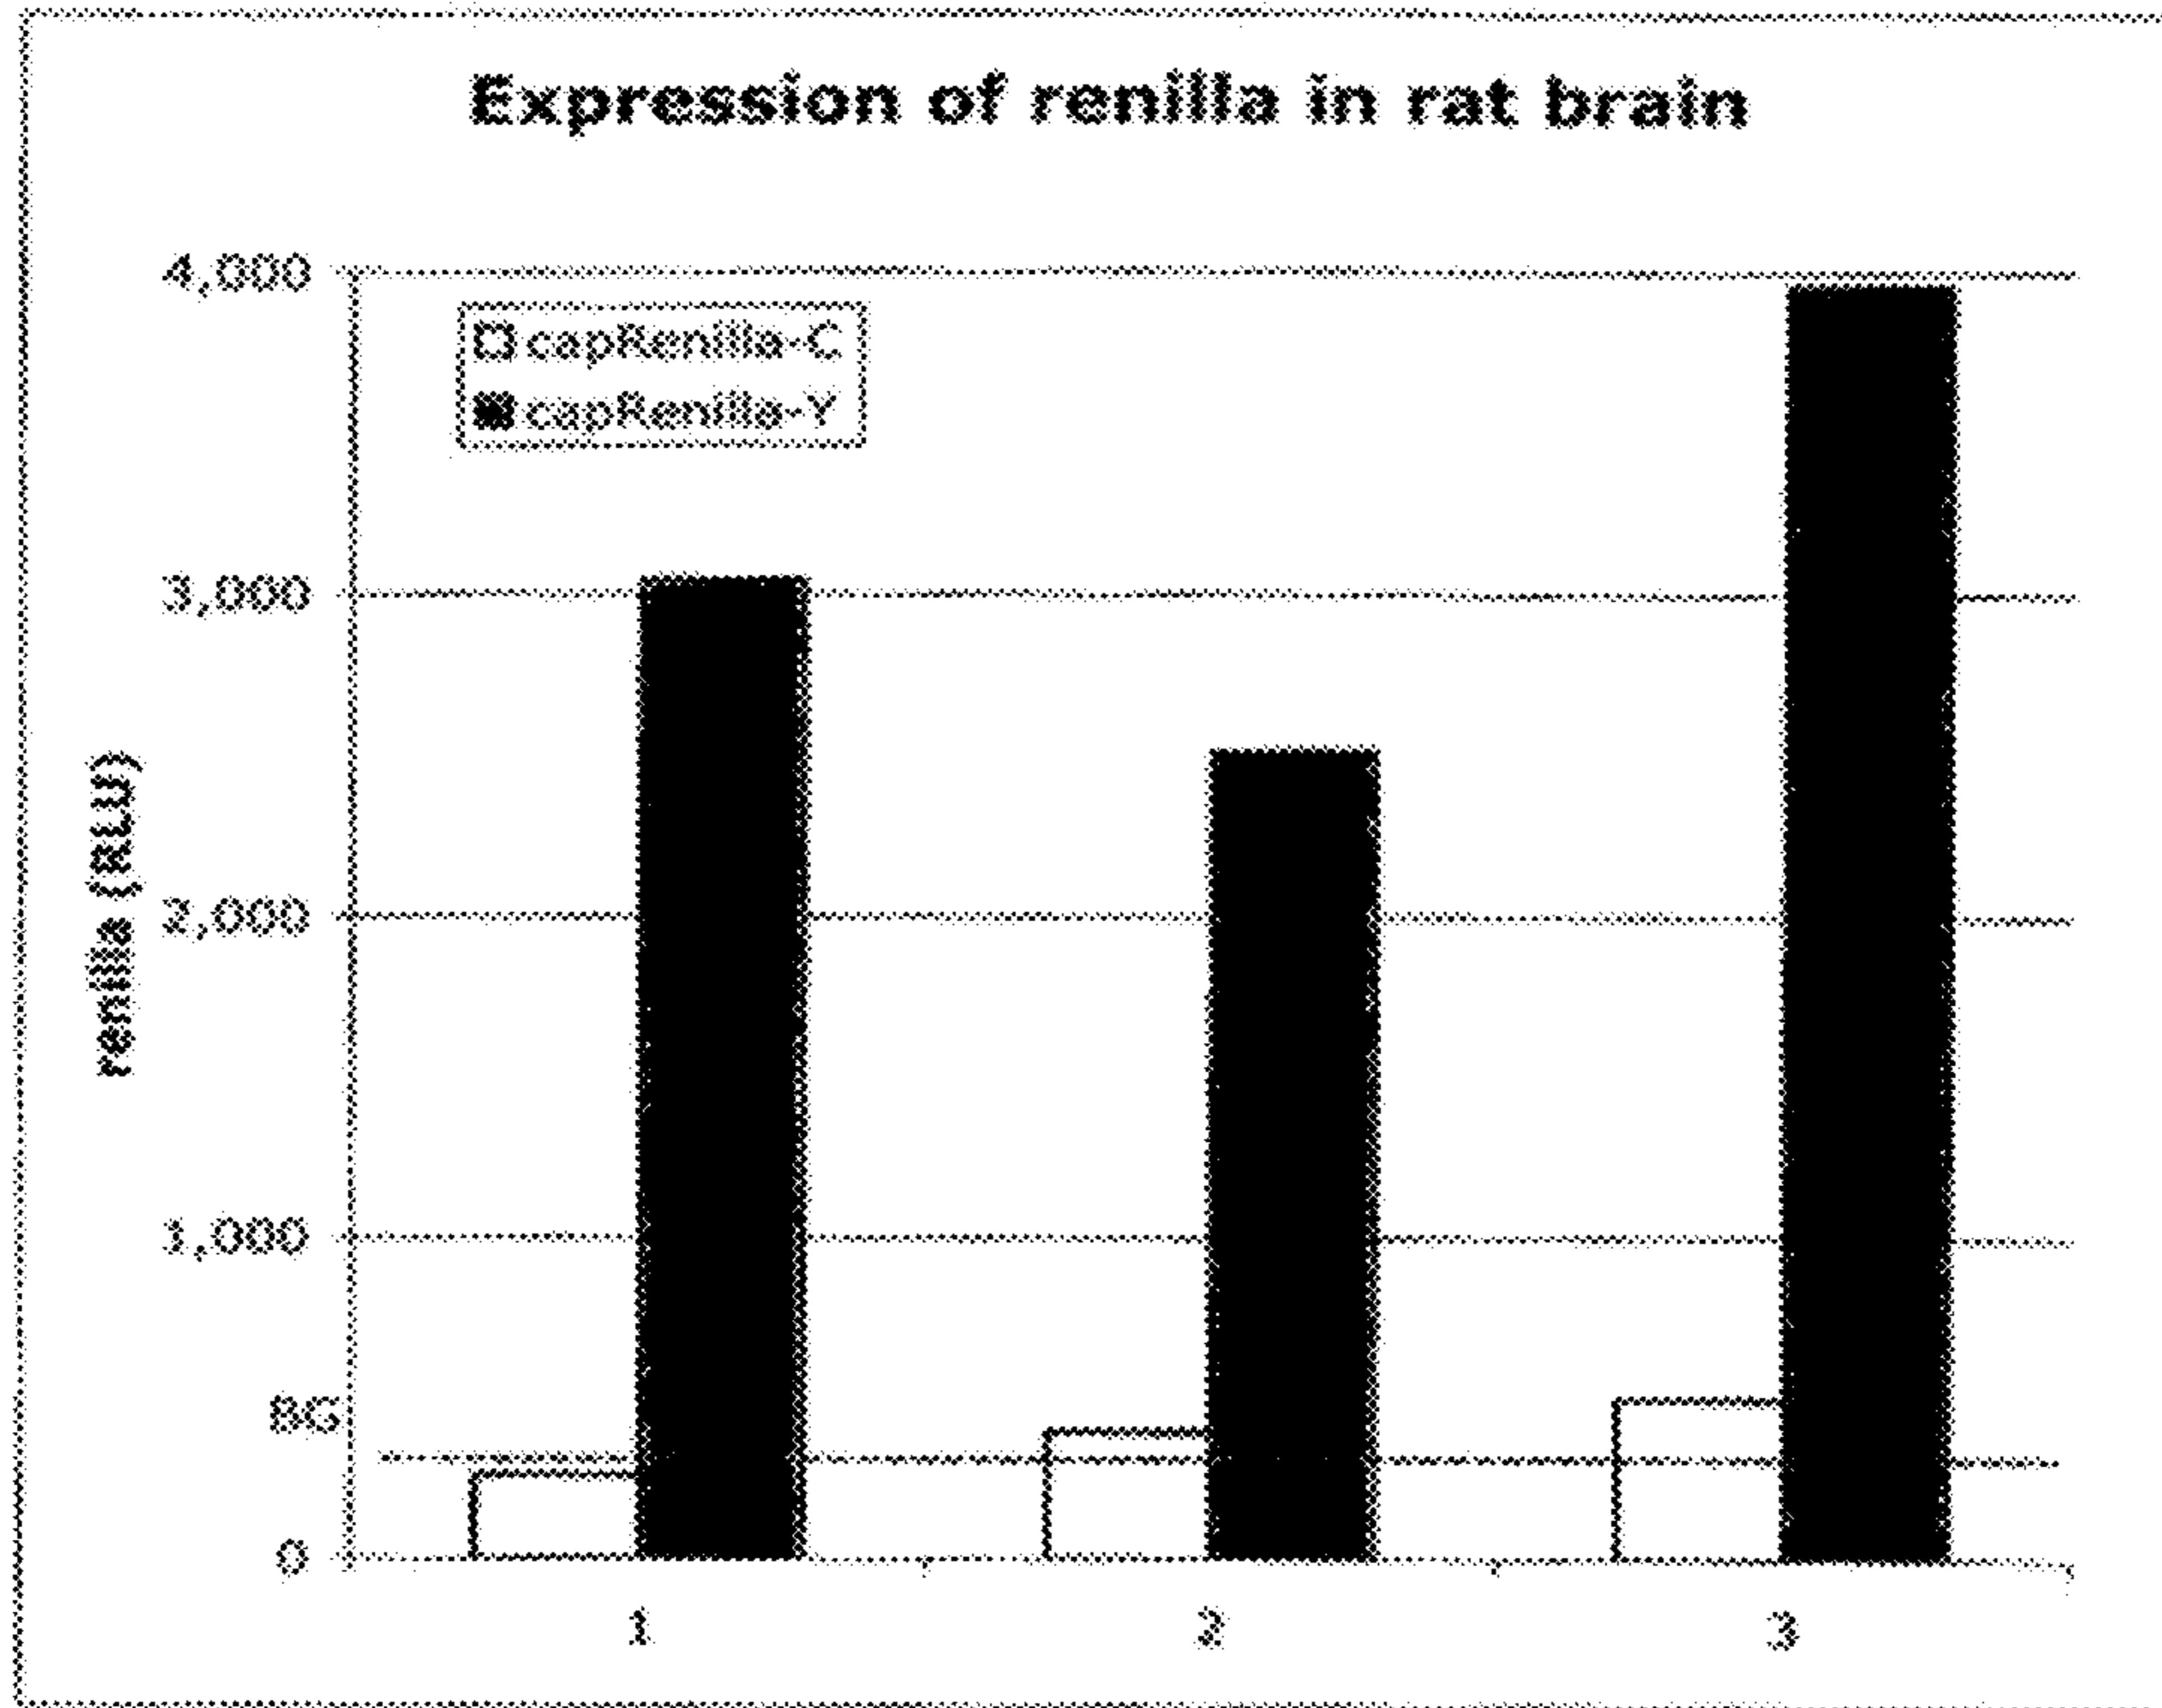 Expression of renilla in rat brain
4,000
capRenilla-C
capRenilla-Y
3,000
renilla (RLU)
2,000
1,000
BG
0
1
2
3